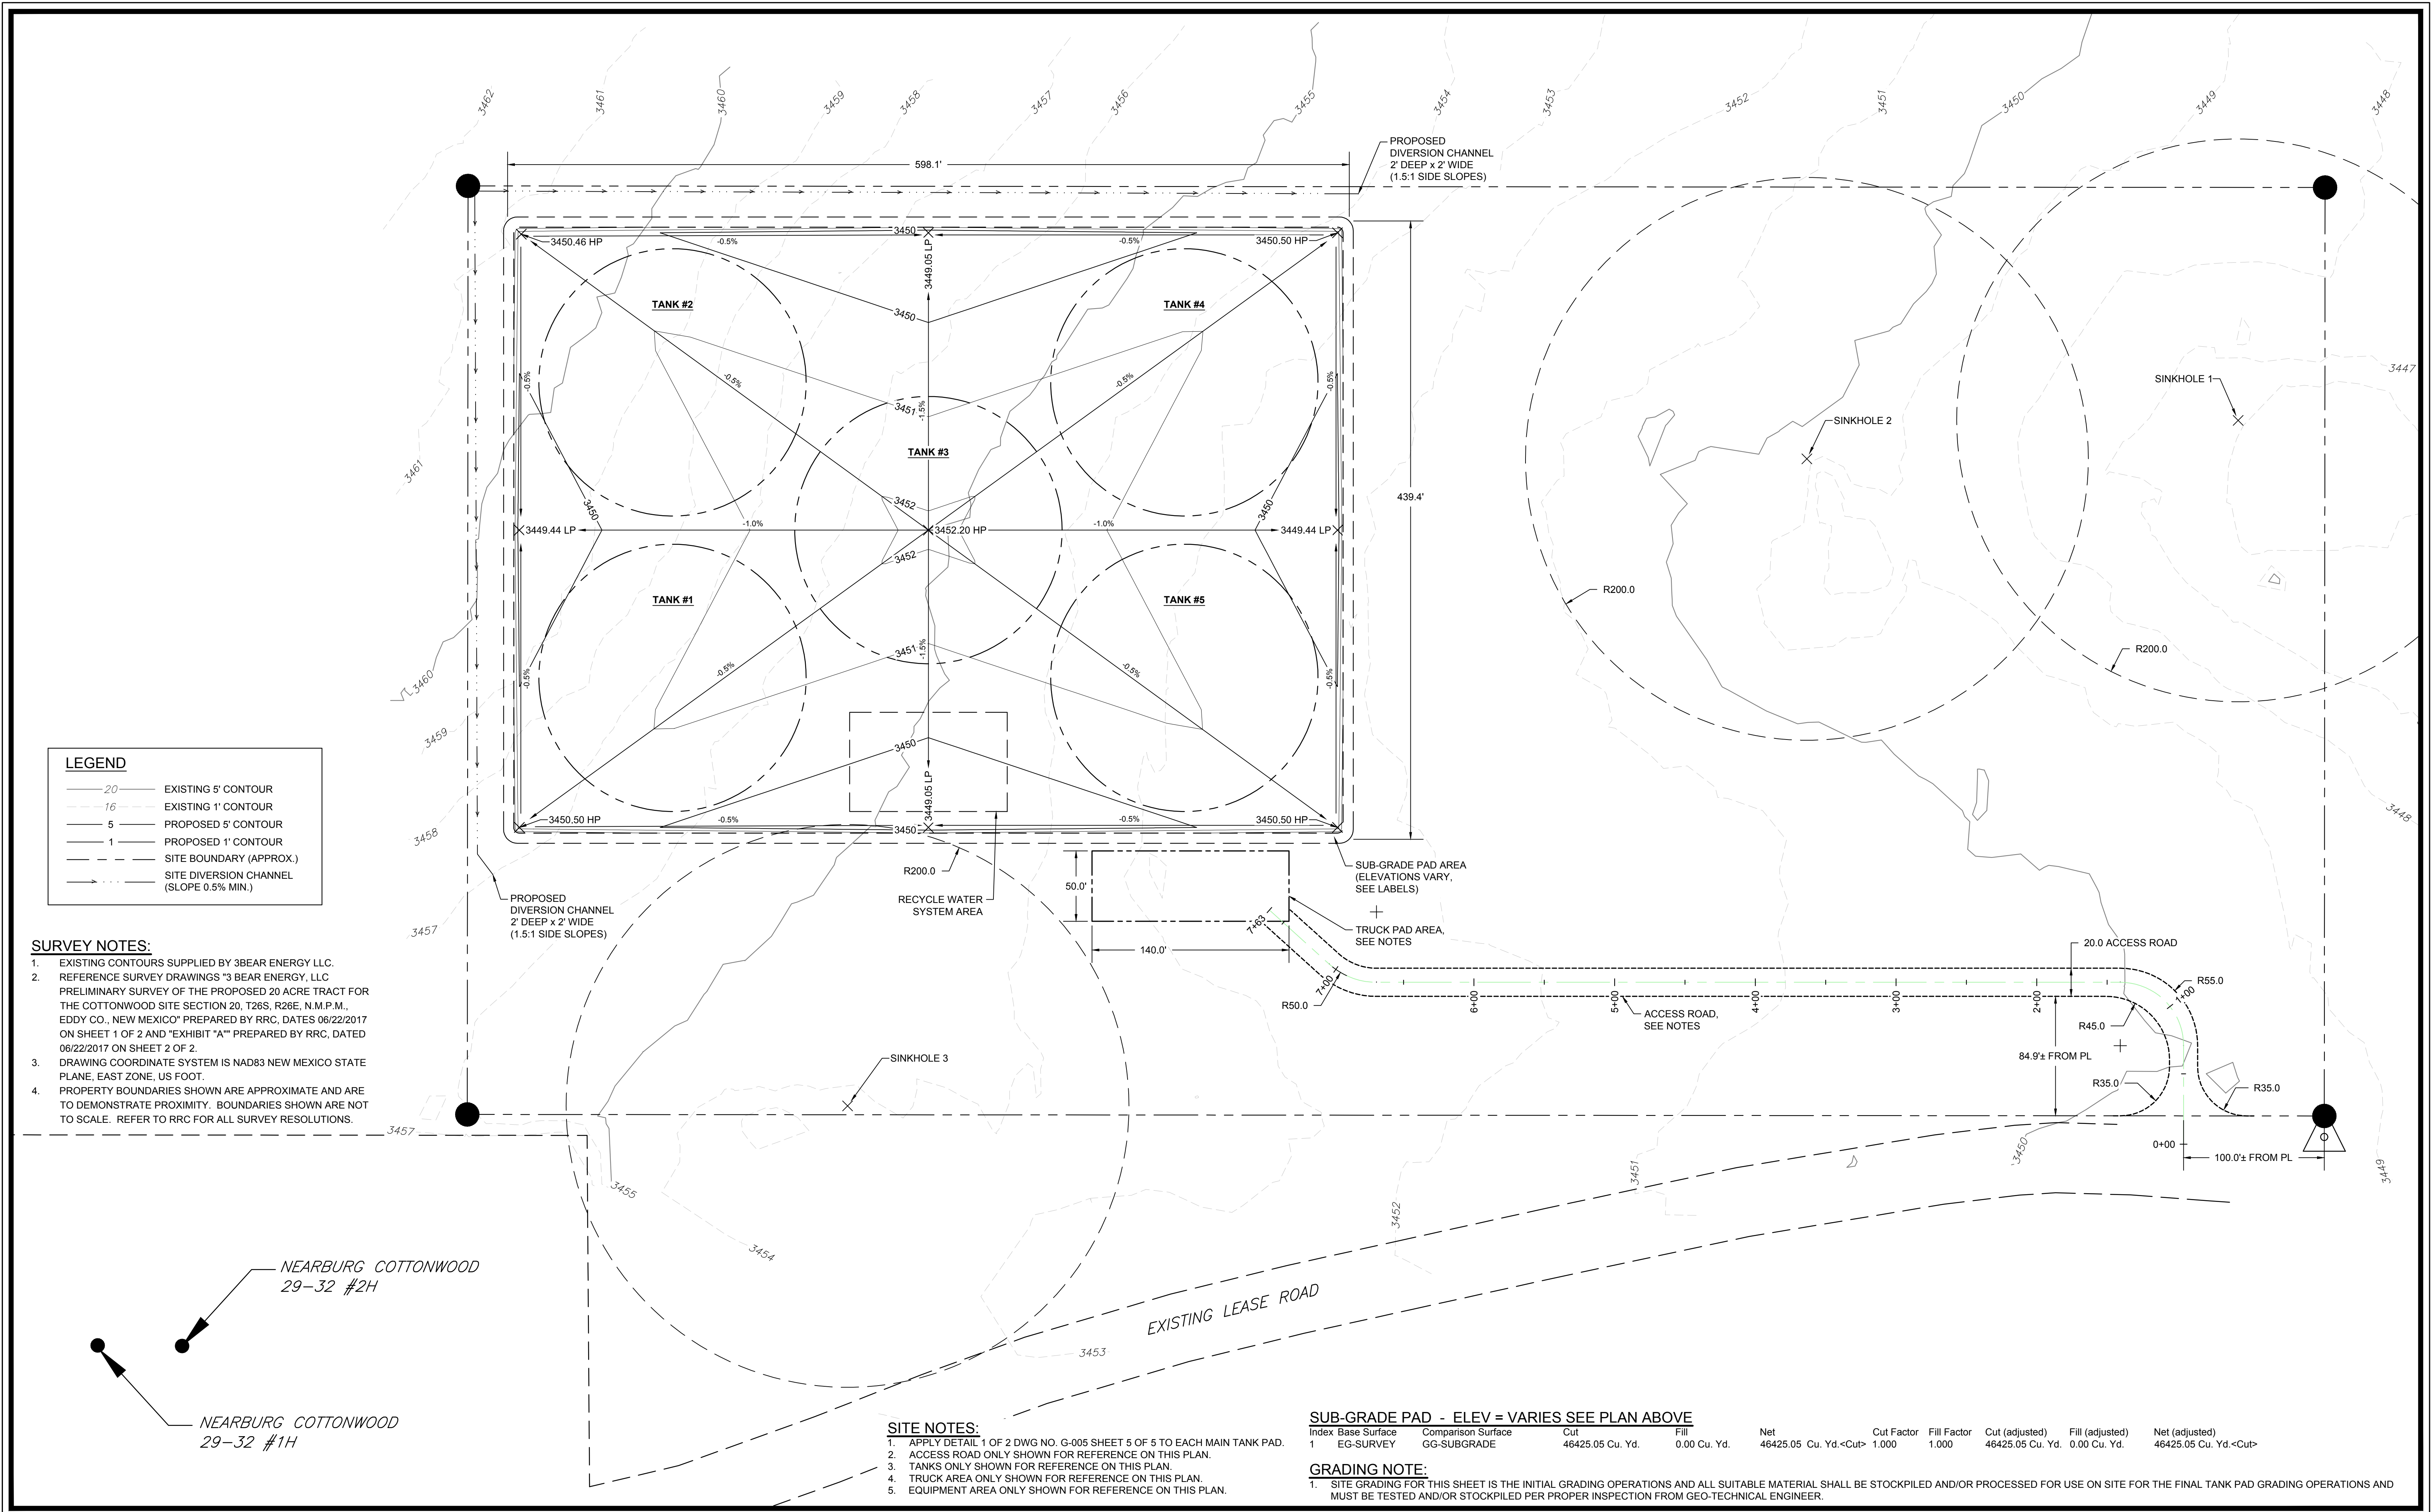 3462
3461
3460
3459
3458
3457
3456
3455
3454
3453
3452
3451
3450
3449
3448
PROPOSED
DIVERSION CHANNEL
2' DEEP x 2' WIDE
(1.5:1 SIDE SLOPES)
598.1'
3450.46 HP
-0.5%
3450
3449.05 LP
-0.5%
3450.50 HP
TANK #2
TANK #4
3450
-0.5%
-0.5%
-0.5%
-0.5%
3451
-1.5%
TANK #3
3447
SINKHOLE 1
SINKHOLE 2
3461
439.4'
3450
3452
3450
3449.44 LP
-1.0%
3452.20 HP
-1.0%
3449.44 LP
3452
R200.0
TANK #1
TANK #5
3451
-1.5%
R200.0
-0.5%
-0.5%
-0.5%
-0.5%
3460
3459
3450
3449.05 LP
3458
3450.50 HP
-0.5%
3450
-0.5%
3450.50 HP
3448
LEGEND
20 EXISTING 5' CONTOUR
16 EXISTING 1' CONTOUR
5 PROPOSED 5' CONTOUR
1 PROPOSED 1' CONTOUR
SITE BOUNDARY (APPROX.)
SITE DIVERSION CHANNEL
(SLOPE 0.5% MIN.)
R200.0
RECYCLE WATER
SYSTEM AREA
50.0'
140.0'
SUB-GRADE PAD AREA
(ELEVATIONS VARY,
SEE LABELS)
TRUCK PAD AREA,
SEE NOTES
PROPOSED
DIVERSION CHANNEL
2' DEEP x 2' WIDE
(1.5:1 SIDE SLOPES)
3457
7+63
7+00
6+00
5+00
4+00
3+00
2+00
1+00
R50.0
20.0 ACCESS ROAD
R55.0
ACCESS ROAD,
SEE NOTES
R45.0
84.9'± FROM PL
R35.0
R35.0
0+00
100.0'± FROM PL
SURVEY NOTES:
1. EXISTING CONTOURS SUPPLIED BY 3BEAR ENERGY LLC.
2. REFERENCE SURVEY DRAWINGS "3 BEAR ENERGY, LLC
PRELIMINARY SURVEY OF THE PROPOSED 20 ACRE TRACT FOR
THE COTTONWOOD SITE SECTION 20, T26S, R26E, N.M.P.M.,
EDDY CO., NEW MEXICO" PREPARED BY RRC, DATES 06/22/2017
ON SHEET 1 OF 2 AND "EXHIBIT "A"" PREPARED BY RRC, DATED
06/22/2017 ON SHEET 2 OF 2.
3. DRAWING COORDINATE SYSTEM IS NAD83 NEW MEXICO STATE
PLANE, EAST ZONE, US FOOT.
4. PROPERTY BOUNDARIES SHOWN ARE APPROXIMATE AND ARE
TO DEMONSTRATE PROXIMITY. BOUNDARIES SHOWN ARE NOT
TO SCALE. REFER TO RRC FOR ALL SURVEY RESOLUTIONS.
SINKHOLE 3
3457
3455
3454
3453
3452
3451
3450
3449
NEARBURG COTTONWOOD
29-32 #2H
NEARBURG COTTONWOOD
29-32 #1H
EXISTING LEASE ROAD
SITE NOTES:
1. APPLY DETAIL 1 OF 2 DWG NO. G-005 SHEET 5 OF 5 TO EACH MAIN TANK PAD.
2. ACCESS ROAD ONLY SHOWN FOR REFERENCE ON THIS PLAN.
3. TANKS ONLY SHOWN FOR REFERENCE ON THIS PLAN.
4. TRUCK AREA ONLY SHOWN FOR REFERENCE ON THIS PLAN.
5. EQUIPMENT AREA ONLY SHOWN FOR REFERENCE ON THIS PLAN.
SUB-GRADE PAD - ELEV = VARIES SEE PLAN ABOVE
Index Base Surface Comparison Surface Cut Fill Net Cut Factor Fill Factor Cut (adjusted) Fill (adjusted) Net (adjusted)
1 EG-SURVEY GG-SUBGRADE 46425.05 Cu. Yd. 0.00 Cu. Yd. 46425.05 Cu. Yd.<Cut> 1.000 1.000 46425.05 Cu. Yd. 0.00 Cu. Yd. 46425.05 Cu. Yd.<Cut>
GRADING NOTE:
1. SITE GRADING FOR THIS SHEET IS THE INITIAL GRADING OPERATIONS AND ALL SUITABLE MATERIAL SHALL BE STOCKPILED AND/OR PROCESSED FOR USE ON SITE FOR THE FINAL TANK PAD GRADING OPERATIONS AND
MUST BE TESTED AND/OR STOCKPILED PER PROPER INSPECTION FROM GEO-TECHNICAL ENGINEER.